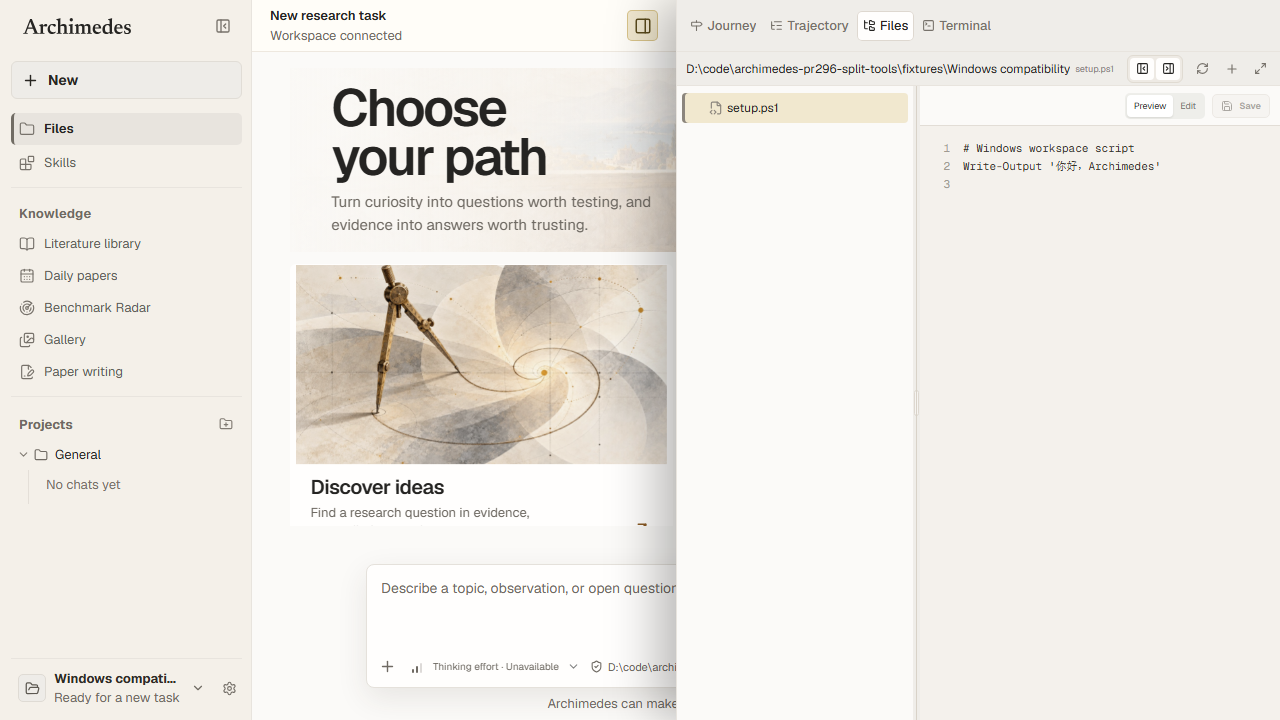 Archimedes
New
Files
Skills
Knowledge
Literature library
Daily papers
Benchmark Radar
Gallery
Paper writing
Projects
General
No chats yet
Windows compati...
Ready for a new task
New research task
Workspace connected
Choose
your path
Turn curiosity into questions worth testing, and
evidence into answers worth trusting.
Discover ideas
Find a research question in evidence,
Describe a topic, observation, or open question
Thinking effort · Unavailable
D:\code\archi
Archimedes can make
Journey
Trajectory
Files
Terminal
D:\code\archimedes-pr296-split-tools\fixtures\Windows compatibility setup.ps1
setup.ps1
Preview
Edit
Save
1 # Windows workspace script
2 Write-Output '你好，Archimedes'
3